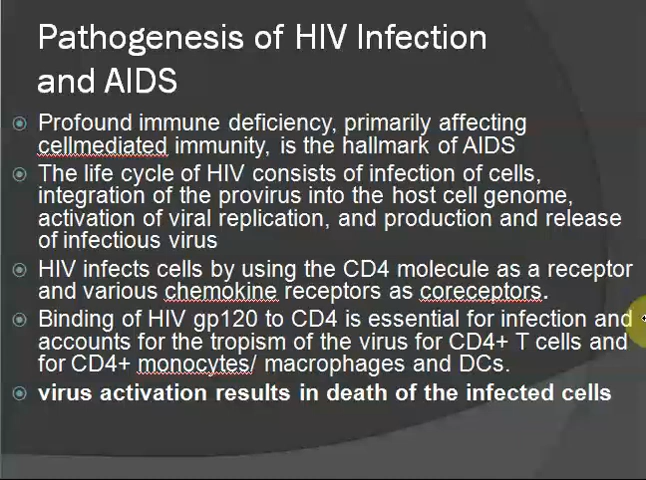 Pathogenesis of HIV Infection
and AIDS
Profound immune deficiency, primarily affecting
cellmediated immunity, is the hallmark of AIDS
The life cycle of HIV consists of infection of cells,
integration of the provirus into the host cell genome,
activation of viral replication, and production and release
of infectious virus
HIV infects cells by using the CD4 molecule as a receptor
and various chemokine receptors as coreceptors.
Binding of HIV gp120 to CD4 is essential for infection and
accounts for the tropism of the virus for CD4+ T cells and
for CD4+ monocytes/ macrophages and DCs.
virus activation results in death of the infected cells